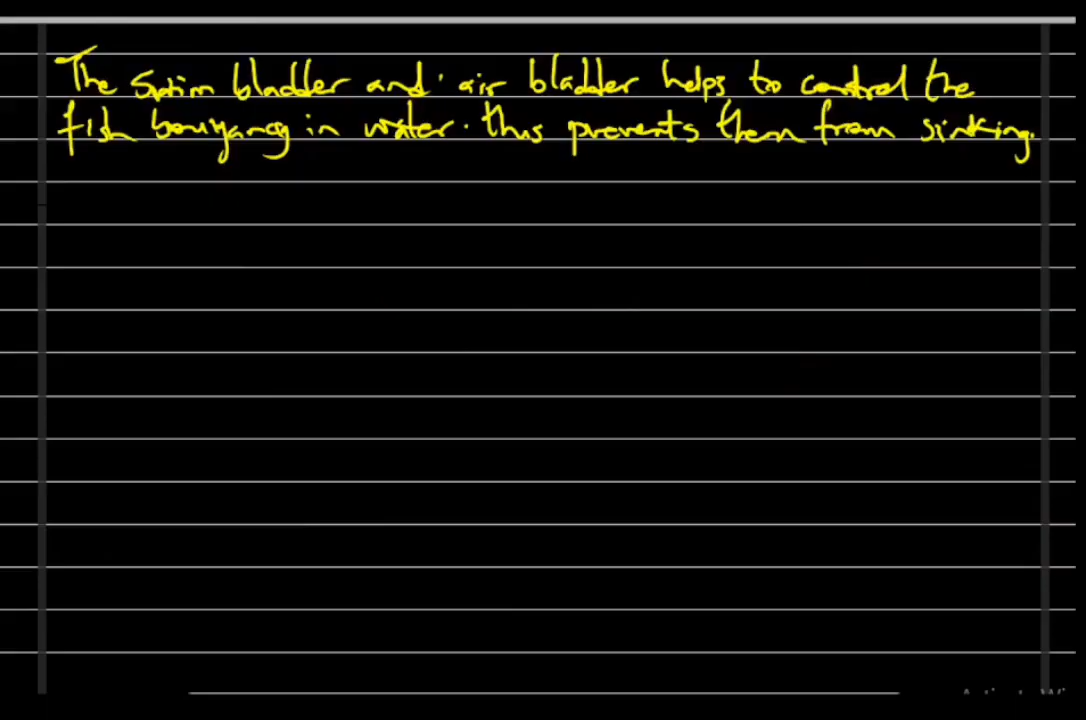 The swim bladder and air bladder helps to control the
fish bouyancy in water. thus prevents them from sinking.